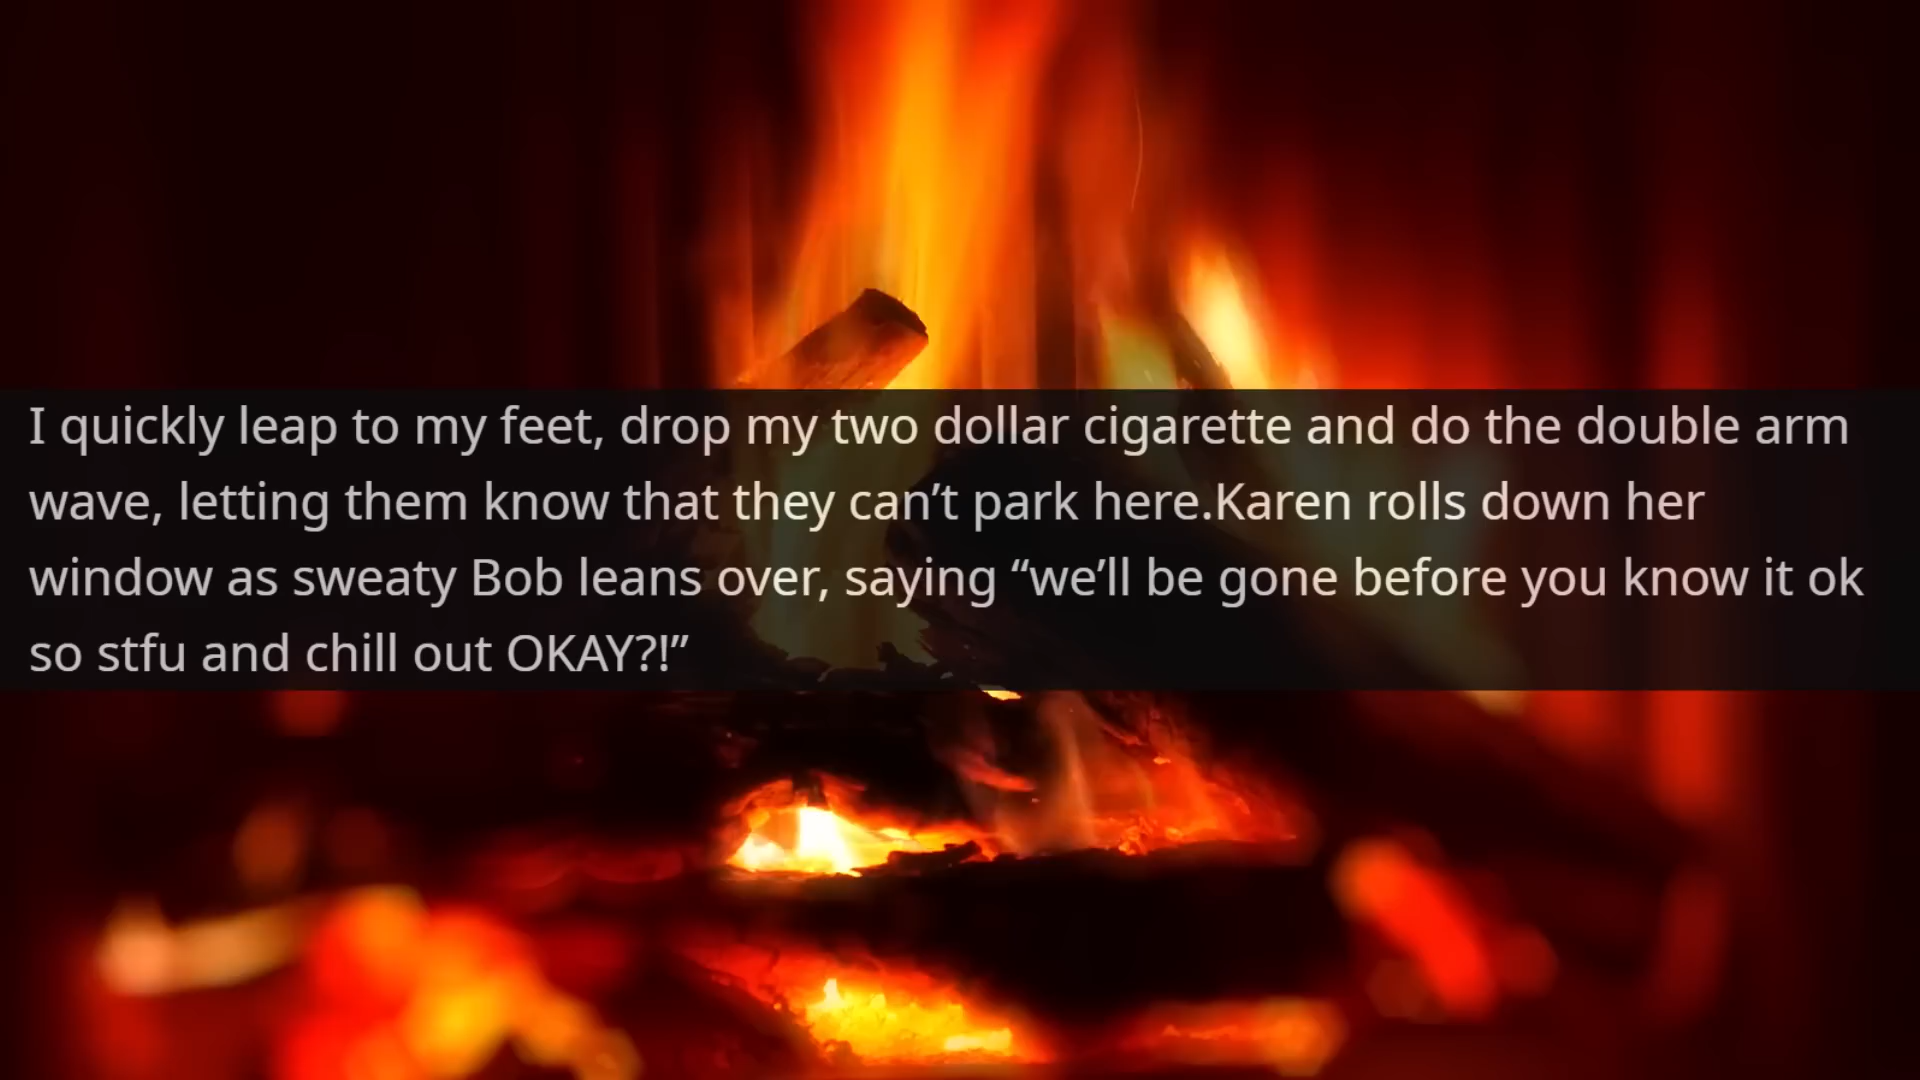 I quickly leap to my feet, drop my two dollar cigarette and do the double arm
wave, letting them know that they can’t park here.Karen rolls down her
window as sweaty Bob leans over, saying “we’ll be gone before you know it ok
so stfu and chill out OKAY?!”